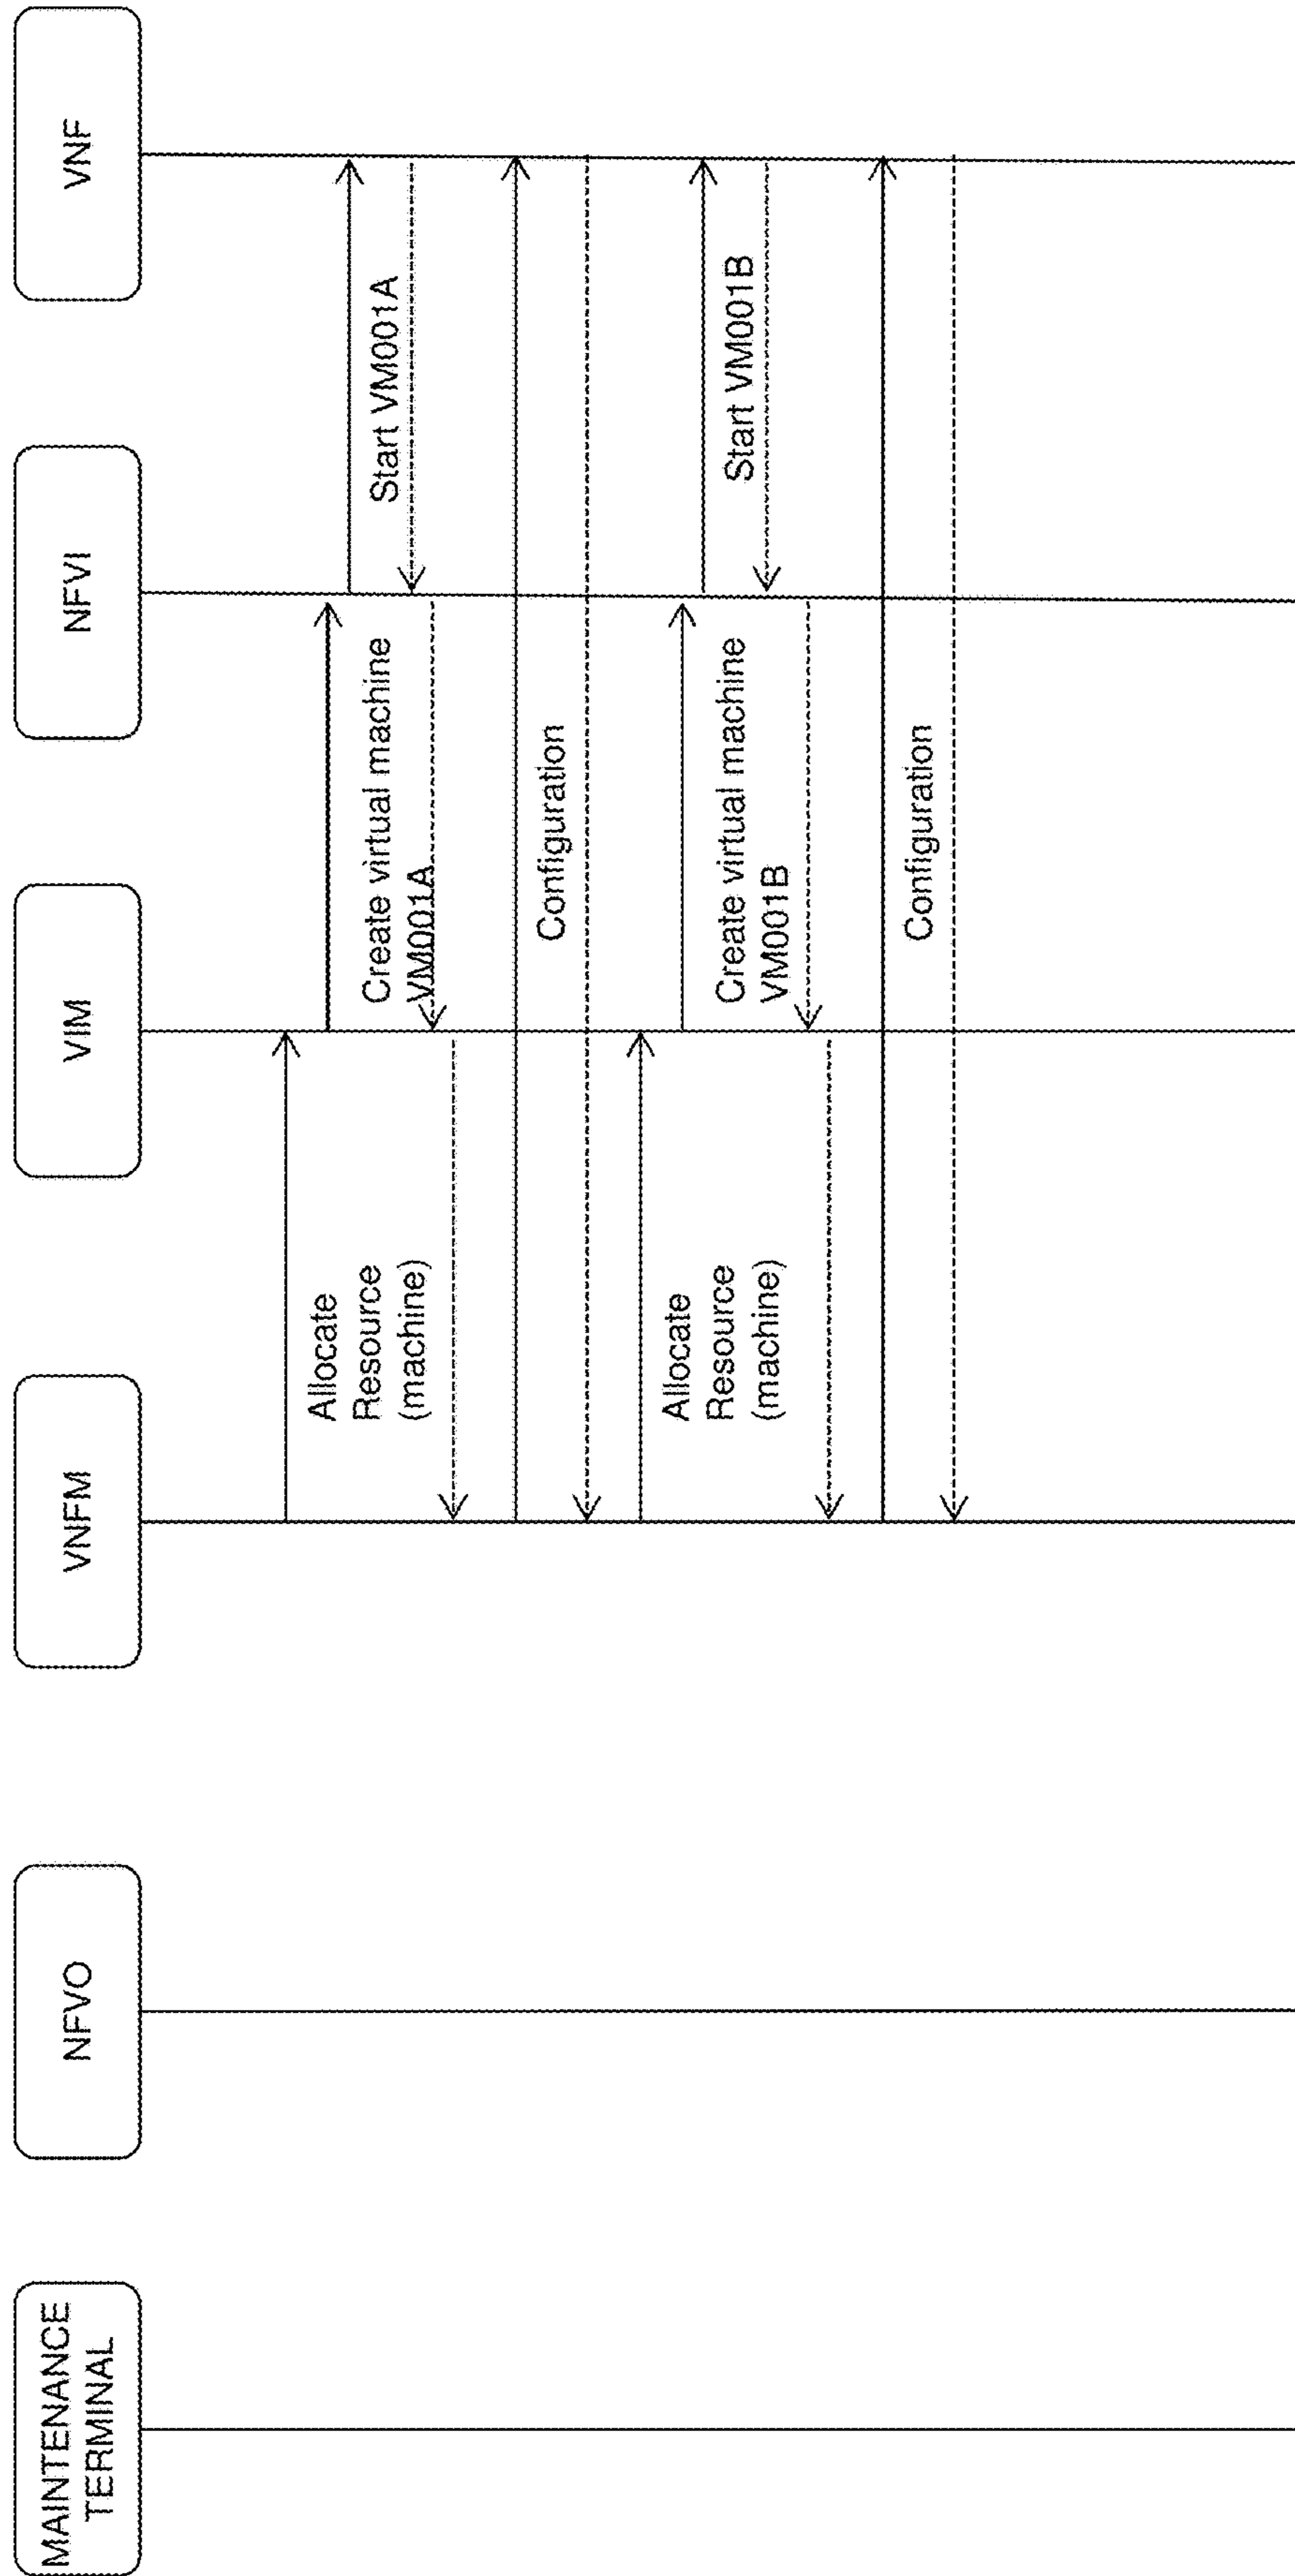 MAINTENANCE
TERMINAL
NFVO
VNFM
VIM
NFVI
VNF
Allocate
Resource
(machine)
Create virtual machine
VM001A
Start VM001A
Configuration
Allocate
Resource
(machine)
Create virtual machine
VM001B
Start VM001B
Configuration